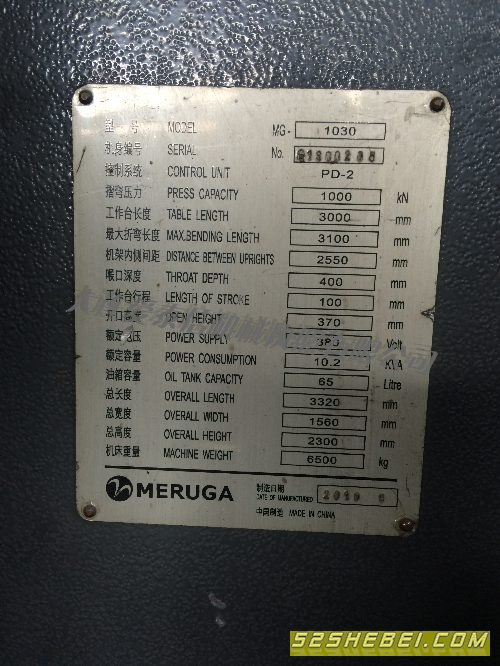 型号 MODEL MG- 1030
机身编号 SERIAL No.
控制系统 CONTROL UNIT PD-2
折弯压力 PRESS CAPACITY 1000 kN
工作台长度 TABLE LENGTH 3000 mm
最大折弯长度 MAX.BENDING LENGTH 3100 mm
机架内侧间距 DISTANCE BETWEEN UPRIGHTS 2550 mm
喉口深度 THROAT DEPTH 400 mm
工作台行程 LENGTH OF STROKE 100 mm
开口高度 OPEN HEIGHT 370 mm
额定电压 POWER SUPPLY 380 Volt
额定容量 POWER CONSUMPTION 10.2 KVA
油箱容量 OIL TANK CAPACITY 65 Litre
总长度 OVERALL LENGTH 3320 mm
总宽度 OVERALL WIDTH 1560 mm
总高度 OVERALL HEIGHT 2300 mm
机床重量 MACHINE WEIGHT 6500 kg
MERUGA
制造日期
DATE OF MANUFACTURED 2010
中国制造 MADE IN CHINA
52SHEBEI.COM